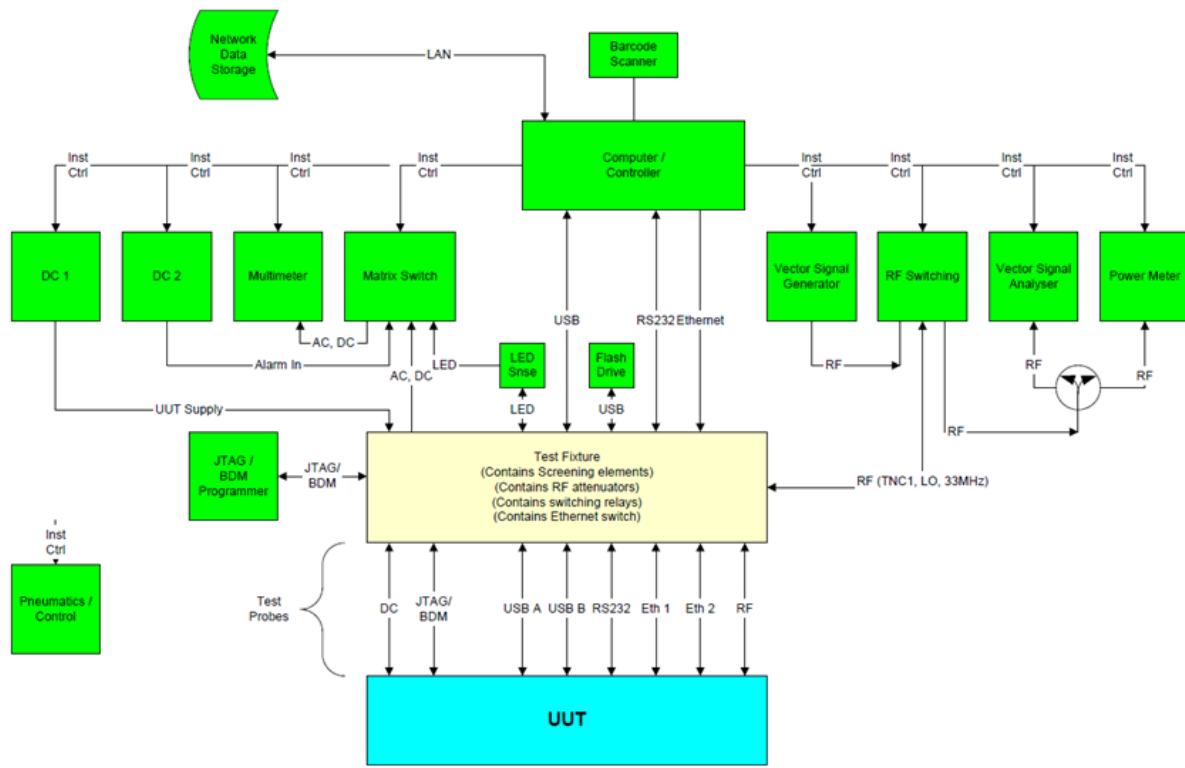 Network
Data
Storage
LAN
Barcode
Scanner
Computer /
Controller
Inst
Ctrl
Inst
Ctrl
Inst
Ctrl
Inst
Ctrl
Inst
Ctrl
Inst
Ctrl
Inst
Ctrl
Inst
Ctrl
DC 1
DC 2
Multimeter
Matrix Switch
Vector Signal
Generator
RF Switching
Vector Signal
Analyser
Power Meter
USB
RS232
Ethernet
AC, DC
Alarm In
AC, DC
LED
LED
Snse
Flash
Drive
RF
RF
RF
RF
UUT Supply
LED
USB
JTAG /
BDM
Programmer
JTAG/
BDM
Test Fixture
(Contains Screening elements)
(Contains RF attenuators)
(Contains switching relays)
(Contains Ethernet switch)
RF (TNC1, LO, 33MHz)
Inst
Ctrl
Pneumatics /
Control
Test
Probes
DC
JTAG/
BDM
USB A
USB B
RS232
Eth 1
Eth 2
RF
UUT